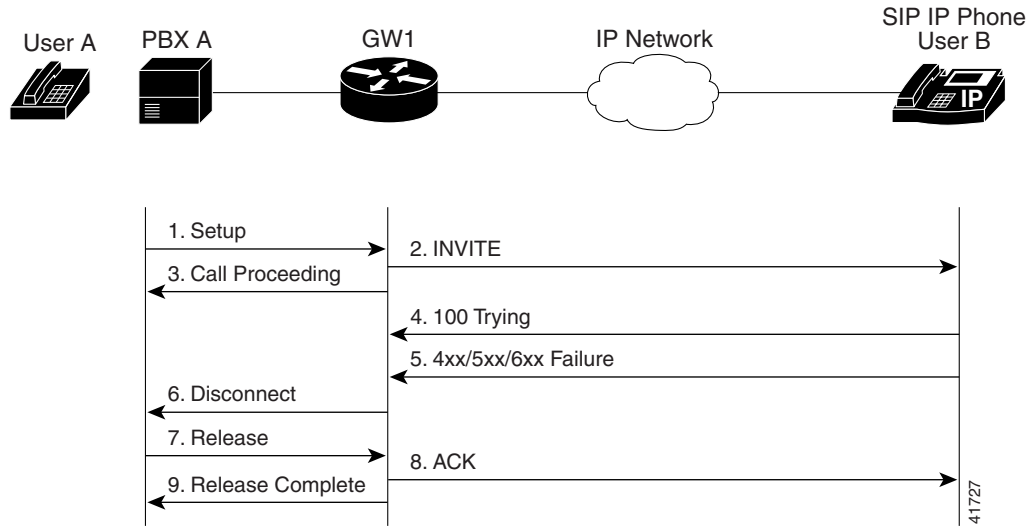 User A
PBX A
GW1
IP Network
SIP IP Phone
User B
IP
1. Setup
2. INVITE
3. Call Proceeding
4. 100 Trying
5. 4xx/5xx/6xx Failure
6. Disconnect
7. Release
8. ACK
9. Release Complete
41727